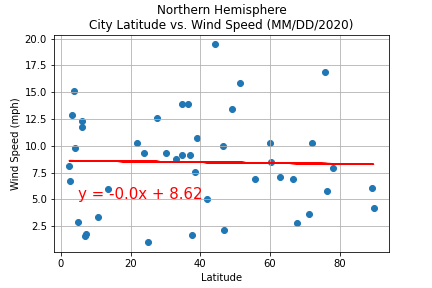 Northern Hemisphere
City Latitude vs. Wind Speed (MM/DD/2020)
20.0
17.5
15.0
12.5
10.0
7.5
5.0
2.5
Wind Speed (mph)
y = -0.0x + 8.62
0
20
40
60
80
Latitude